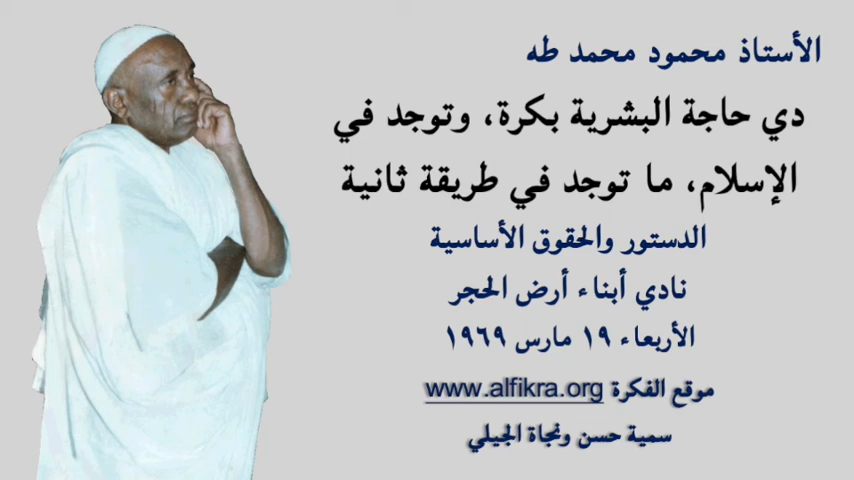 الأستاذ محمود محمد طه
دي حاجة البشرية بكرة، وتوجد في
الإسلام، ما توجد في طريقة ثانية
الدستور والحقوق الأساسية
نادي أبناء أرض الحجر
الأربعاء ١٩ مارس ١٩٦٩
موقع الفكرة www.alfikra.org
سمية حسن ونجاة الجيلي